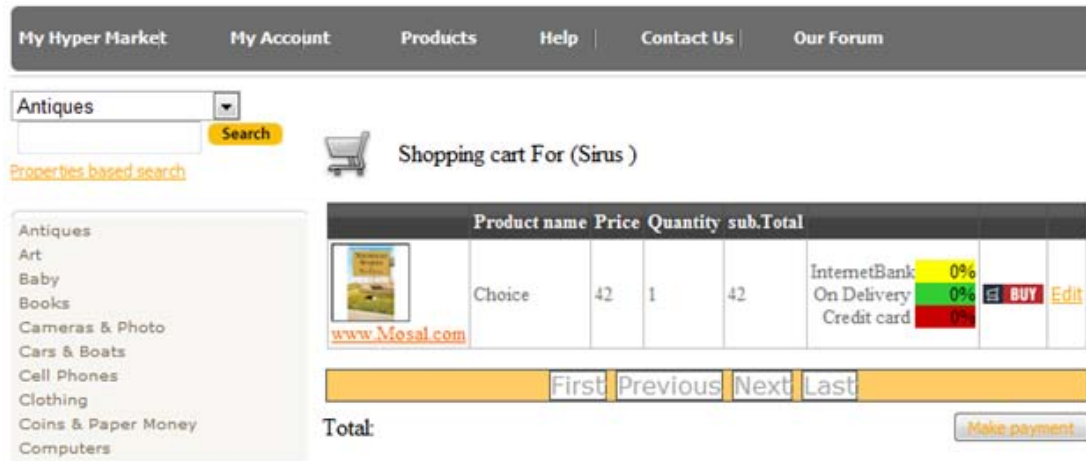 My Hyper Market My Account Products Help Contact Us Our Forum
Antiques
Search
Properties based search
Antiques
Art
Baby
Books
Cameras & Photo
Cars & Boats
Cell Phones
Clothing
Coins & Paper Money
Computers
Shopping cart For (Sirus )
Product name Price Quantity sub.Total
www.Mosal.com
Choice 42 1 42
InternetBank 0%
On Delivery 0%
Credit card 0%
BUY Edit
First Previous Next Last
Total:
Make payment